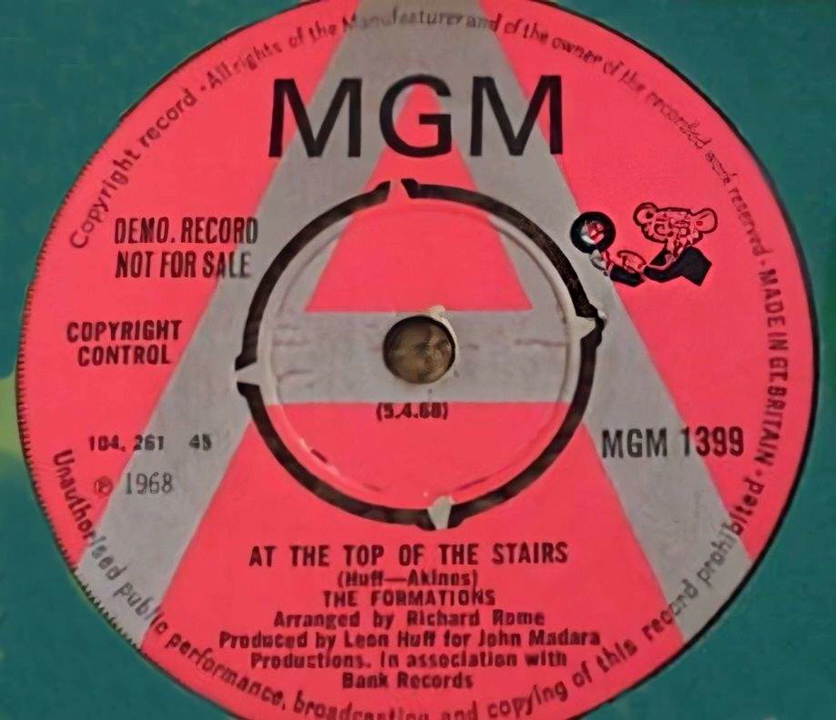 Copyright record · All rights of the Manufacturer and of the owner of the recorded work reserved · MADE IN GT. BRITAIN ·
MGM
DEMO. RECORD
NOT FOR SALE
COPYRIGHT
CONTROL
(5.4.68)
104, 261 45
℗ 1968
MGM 1399
AT THE TOP OF THE STAIRS
(Huff—Akines)
THE FORMATIONS
Arranged by Richard Rome
Produced by Leon Huff for John Madara
Productions. In association with
Bank Records
Unauthorised public performance, broadcasting and copying of this record prohibited ·